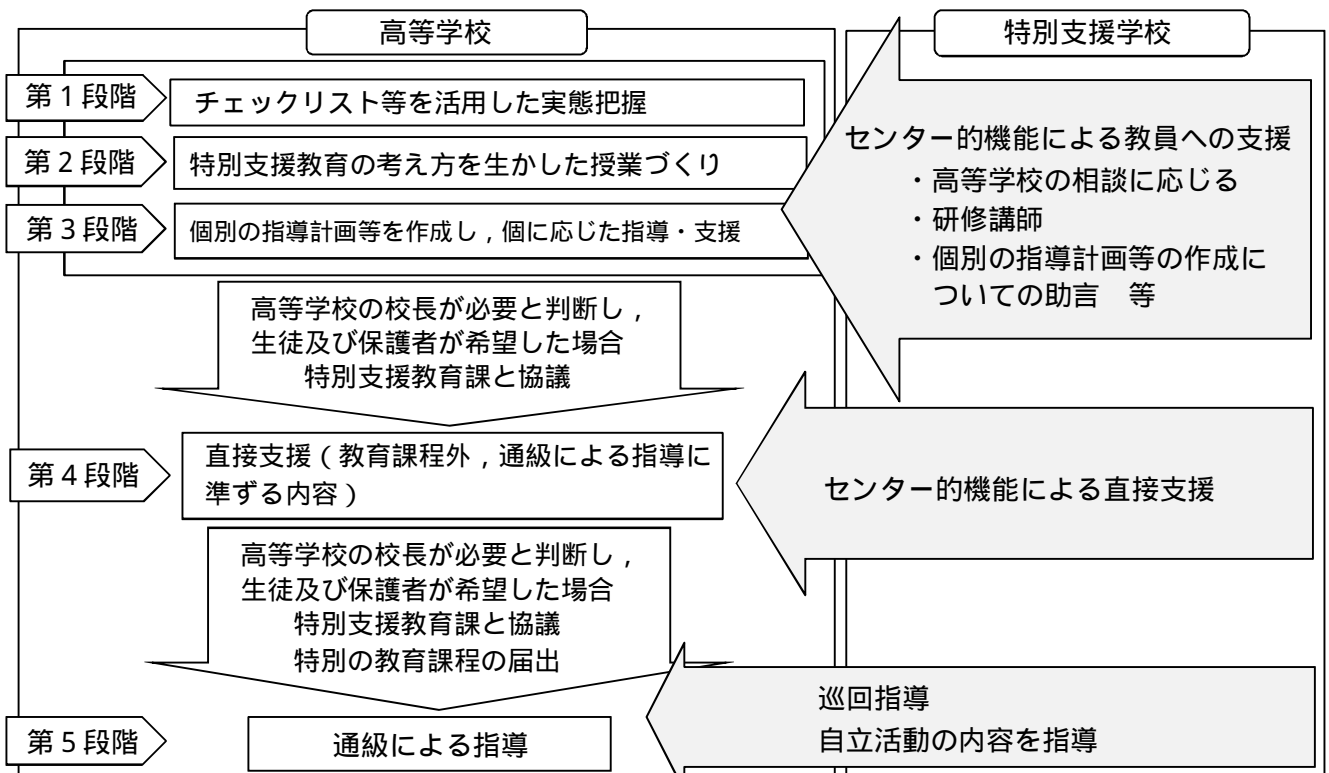 高等学校
特別支援学校
第１段階
チェックリスト等を活用した実態把握
第２段階
特別支援教育の考え方を生かした授業づくり
第３段階
個別の指導計画等を作成し，個に応じた指導・支援
センター的機能による教員への支援
・高等学校の相談に応じる
・研修講師
・個別の指導計画等の作成に
ついての助言　等
高等学校の校長が必要と判断し，
生徒及び保護者が希望した場合
特別支援教育課と協議
第４段階
直接支援（教育課程外，通級による指導に
準ずる内容）
センター的機能による直接支援
高等学校の校長が必要と判断し，
生徒及び保護者が希望した場合
特別支援教育課と協議
特別の教育課程の届出
第５段階
通級による指導
巡回指導
自立活動の内容を指導